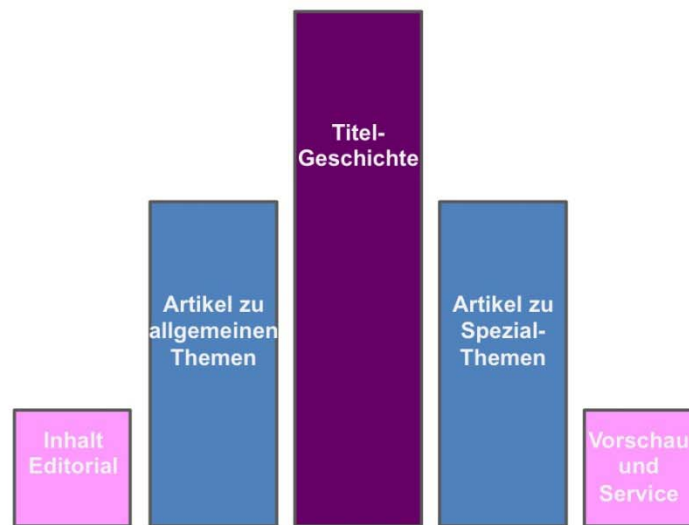 Inhalt
Editorial
Artikel zu
allgemeinen
Themen
Titel-
Geschichte
Artikel zu
Spezial-
Themen
Vorschau
und
Service